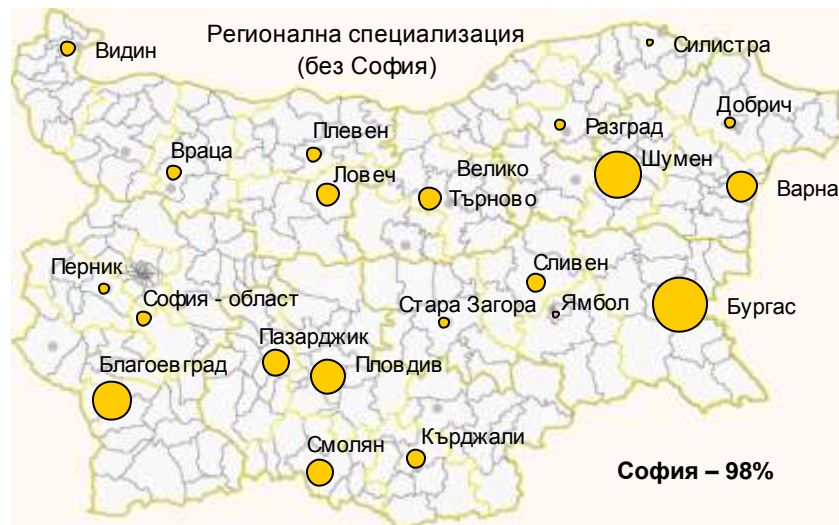 Регионална специализация
(без София)
Видин
Силистра
Добрич
Плевен
Разград
Враца
Ловеч
Велико
Търново
Шумен
Варна
Перник
София - област
Сливен
Стара Загора
Ямбол
Бургас
Пазарджик
Благоевград
Пловдив
Смолян
Кърджали
София – 98%